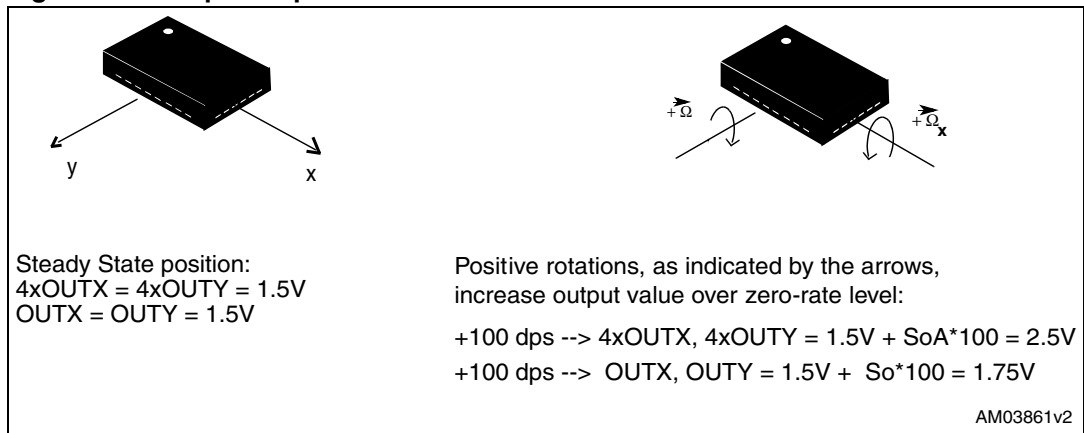 y
x
+ Ω
+ Ω x
Steady State position:
4xOUTX = 4xOUTY = 1.5V
OUTX = OUTY = 1.5V
Positive rotations, as indicated by the arrows,
increase output value over zero-rate level:
+100 dps --> 4xOUTX, 4xOUTY = 1.5V + SoA*100 = 2.5V
+100 dps --> OUTX, OUTY = 1.5V + So*100 = 1.75V
AM03861v2